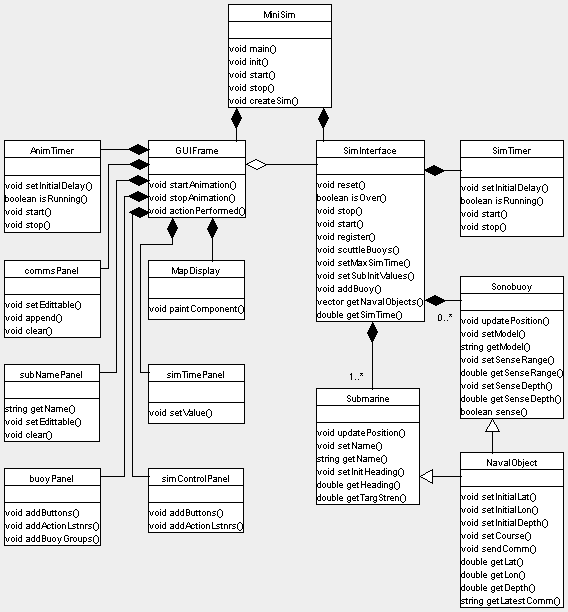 MiniSim
void main()
void init()
void start()
void stop()
void createSim()
AnimTimer
void setInitialDelay()
boolean isRunning()
void start()
void stop()
GUIFrame
void startAnimation()
void stopAnimation()
void actionPerformed()
SimInterface
void reset()
boolean isOver()
void stop()
void start()
void register()
void scuttleBuoys()
void setMaxSimTime()
void setSubInitValues()
void addBuoy()
vector getNavalObjects()
double getSimTime()
SimTimer
void setInitialDelay()
boolean isRunning()
void start()
void stop()
commsPanel
void setEdittable()
void append()
void clear()
MapDisplay
void paintComponent()
Sonobuoy
void updatePosition()
void setModel()
string getModel()
void setSenseRange()
double getSenseRange()
void setSenseDepth()
double getSenseDepth()
boolean sense()
0..*
1..*
subNamePanel
string getName()
void setEdittable()
void clear()
simTimePanel
void setValue()
Submarine
void updatePosition()
void setName()
string getName()
void setInitHeading()
double getHeading()
double getTargStren()
buoyPanel
void addButtons()
void addActionLstnrs()
void addBuoyGroups()
simControlPanel
void addButtons()
void addActionLstnrs()
NavalObject
void setInitialLat()
void setInitialLon()
void setInitialDepth()
void setCourse()
void sendComm()
double getLat()
double getLon()
double getDepth()
string getLatestComm()